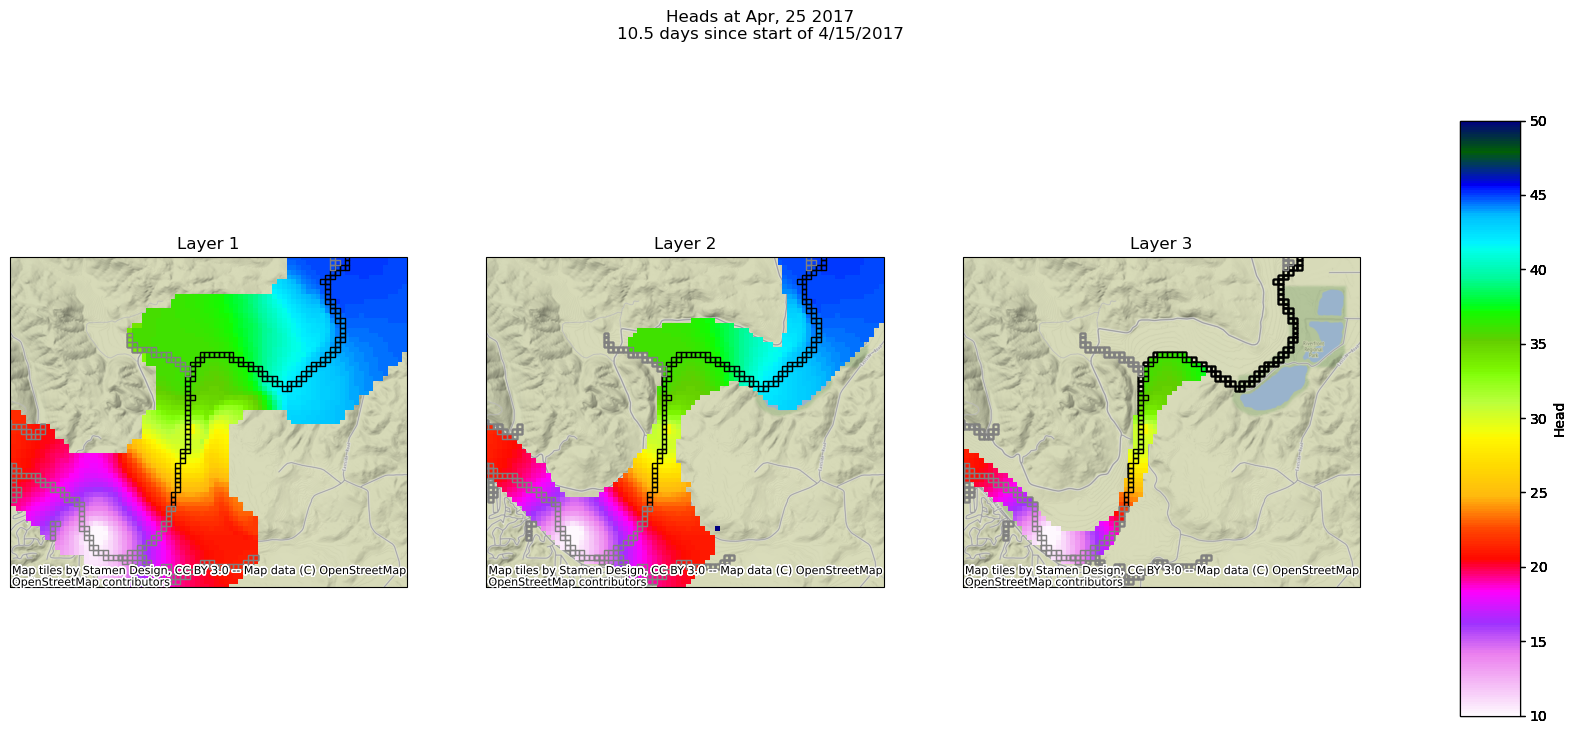 Heads at Apr, 25 2017
10.5 days since start of 4/15/2017
Layer 1
Map tiles by Stamen Design, CC BY 3.0 -- Map data (C) OpenStreetMap
OpenStreetMap contributors
Layer 2
Map tiles by Stamen Design, CC BY 3.0 -- Map data (C) OpenStreetMap
OpenStreetMap contributors
Layer 3
Map tiles by Stamen Design, CC BY 3.0 -- Map data (C) OpenStreetMap
OpenStreetMap contributors
50
45
40
35
30
25
20
15
10
Head